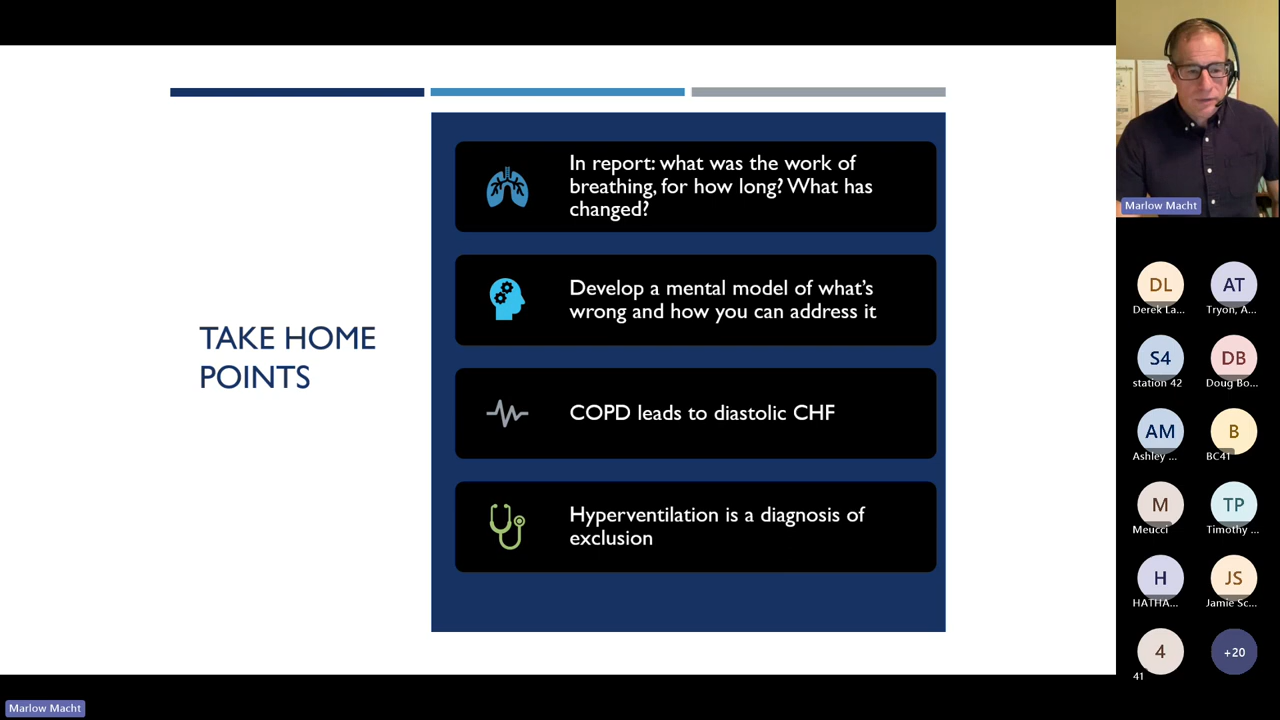 TAKE HOME
POINTS
In report: what was the work of
breathing, for how long? What has
changed?
Develop a mental model of what's
wrong and how you can address it
COPD leads to diastolic CHF
Hyperventilation is a diagnosis of
exclusion
Marlow Macht
DL
Derek La...
AT
Tryon, A...
S4
station 42
DB
Doug Bo...
AM
Ashley ...
B
BC41
M
Meucci
TP
Timothy ...
H
HATHA...
JS
Jamie Sc...
4
41
+20
Marlow Macht